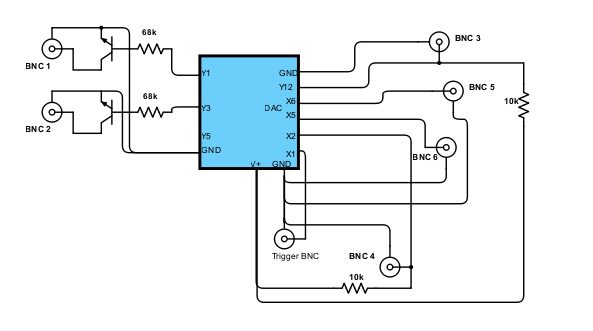 68k
BNC 1
68k
BNC 2
Y1
Y3
Y5
GND
DAC
V+
GND
GND
Y12
X6
X5
X2
X1
BNC 3
BNC 5
10k
BNC 6
Trigger BNC
BNC 4
10k